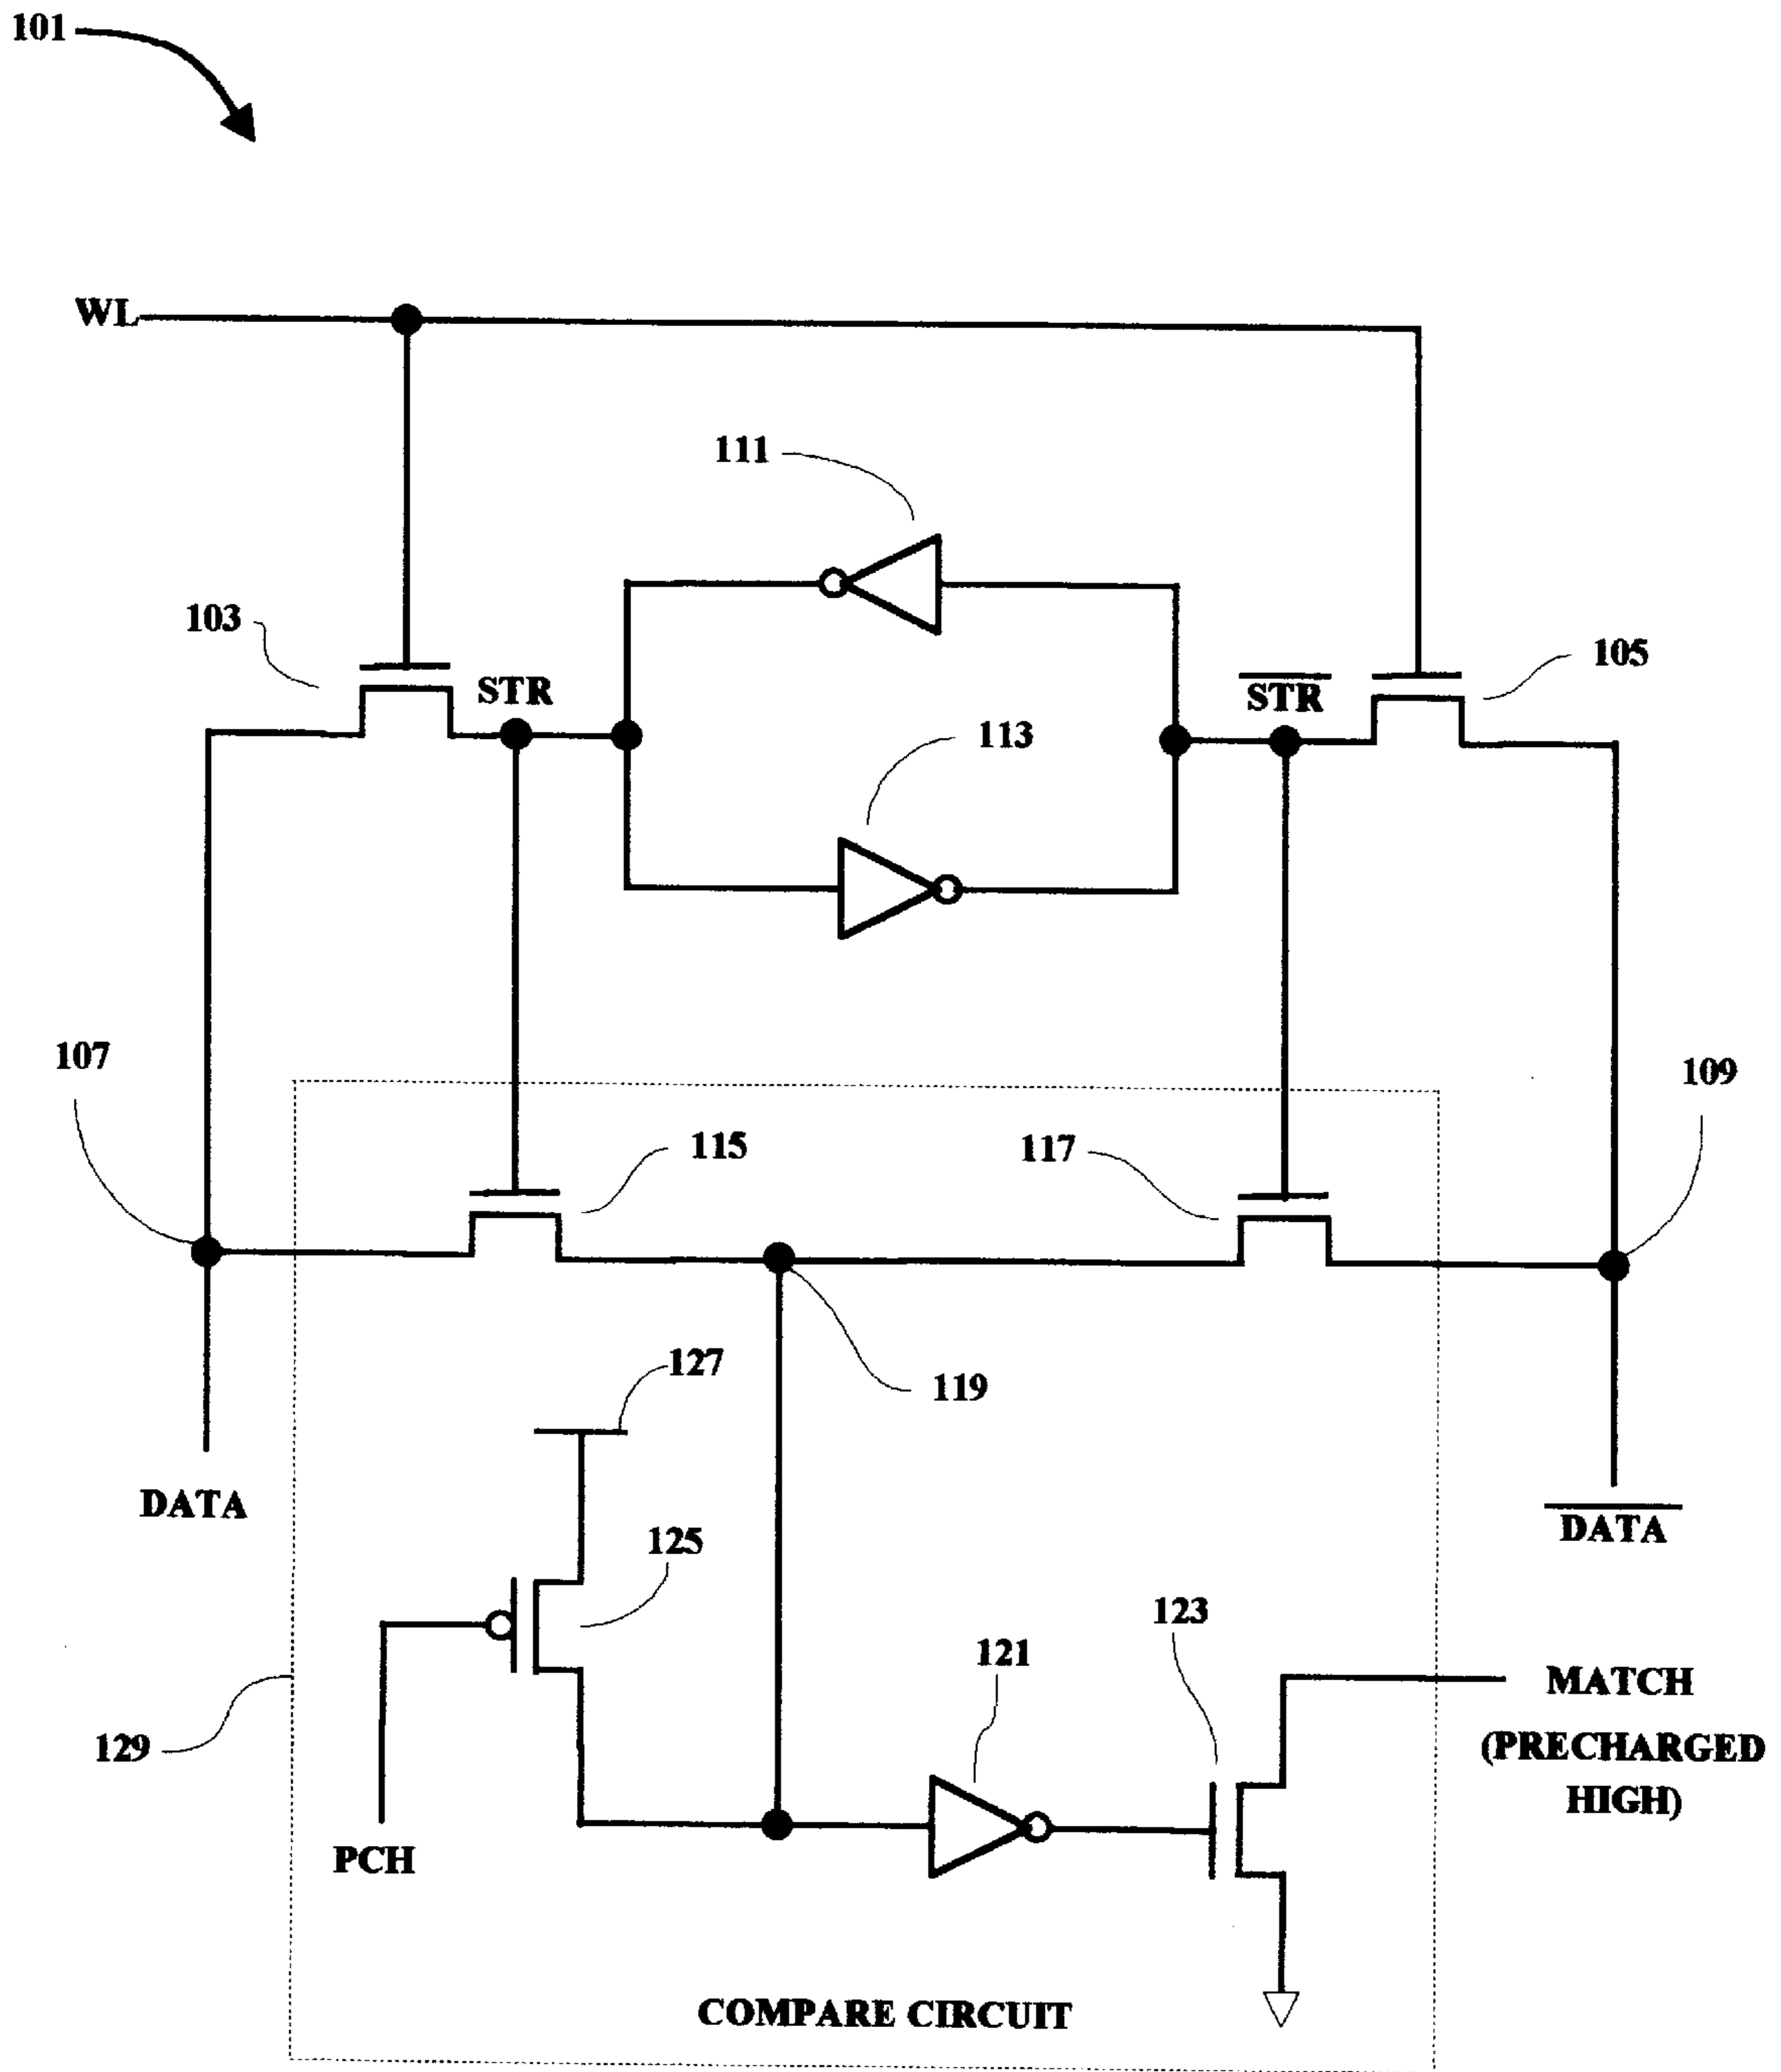 101
WL
111
103
STR
STR
105
113
107
109
115
117
127
119
DATA
DATA
125
123
121
MATCH
(PRECHARGED
HIGH)
129
PCH
COMPARE CIRCUIT